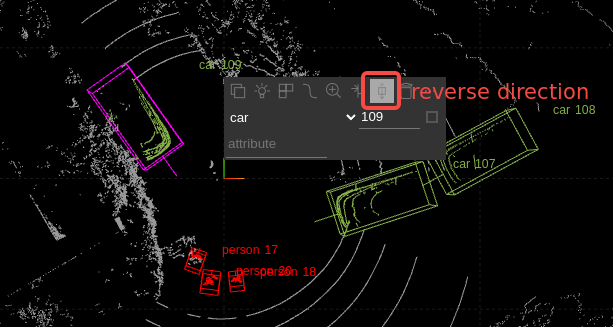 car 109
reverse direction
car 109
attribute
car 108
car 107
person 17
person 20
person 18